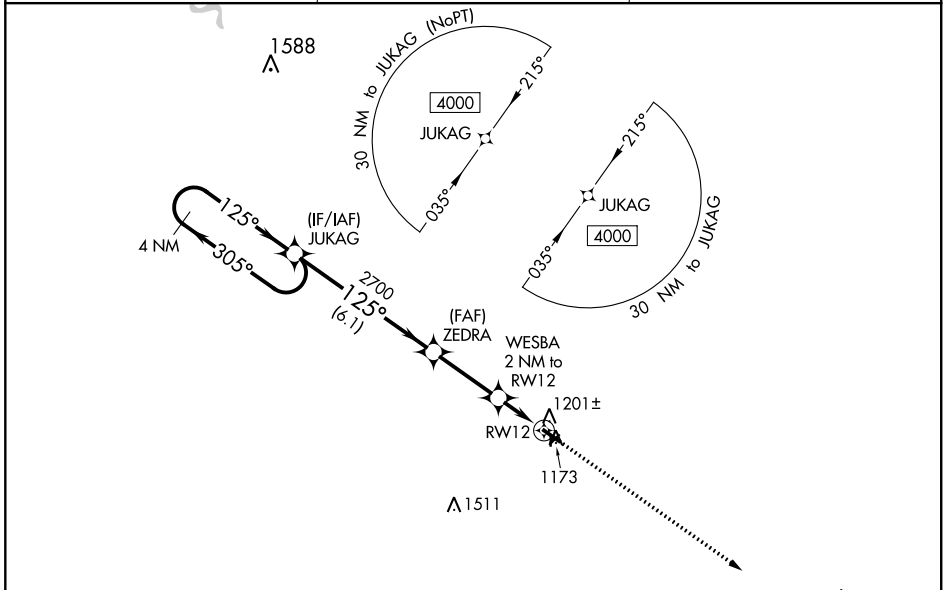 1588
30 NM to JUKAG (NoPT)
215°
4000
JUKAG
035°
215°
JUKAG
4000
035°
30 NM to JUKAG
125°
(IF/IAF)
JUKAG
4 NM
305°
2700
125°
(6.1)
(FAF)
ZEDRA
WESBA
2 NM to
RW12
1201±
RW12
1173
1511